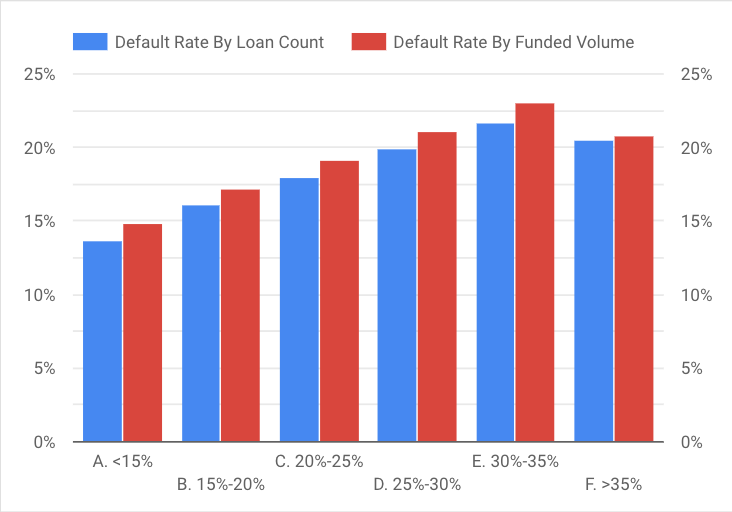 Default Rate By Loan Count Default Rate By Funded Volume
25% 25%
20% 20%
15% 15%
10% 10%
5% 5%
0% 0%
A. <15% C. 20%-25% E. 30%-35%
B. 15%-20% D. 25%-30% F. >35%